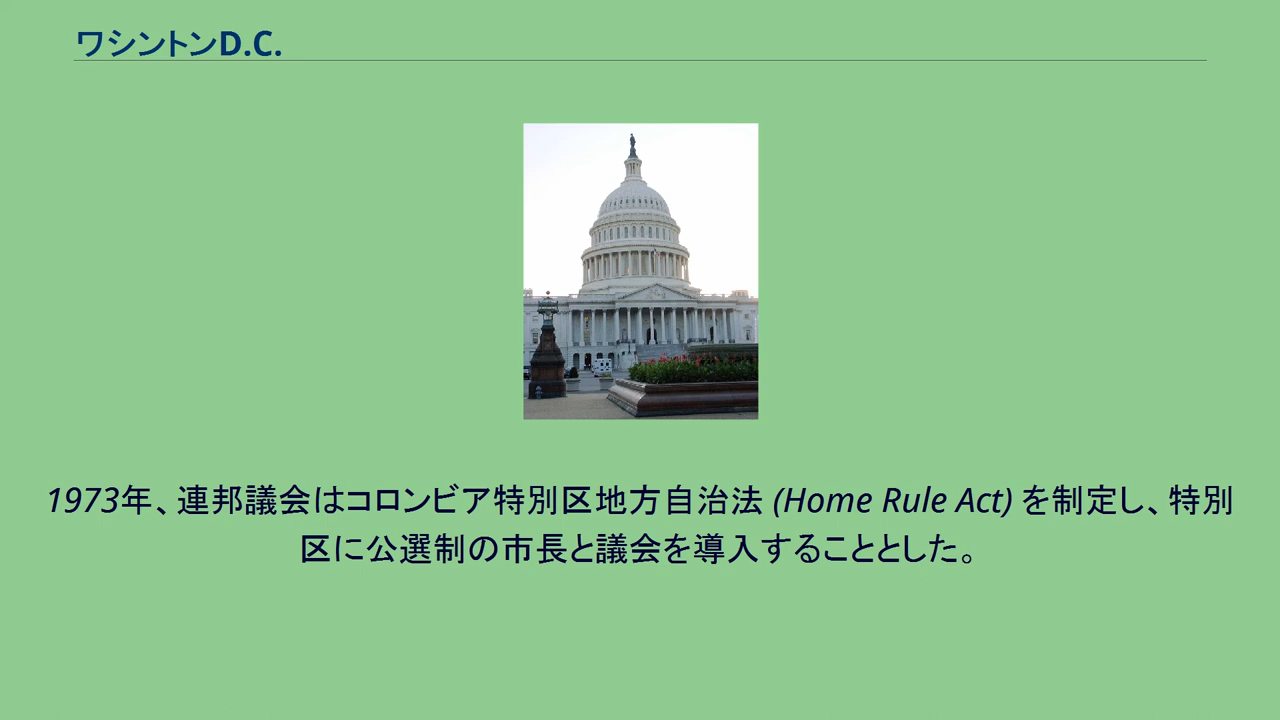 ワシントンD.C.
1973年、連邦議会はコロンビア特別区地方自治法 (Home Rule Act) を制定し、特別
区に公選制の市長と議会を導入することとした。